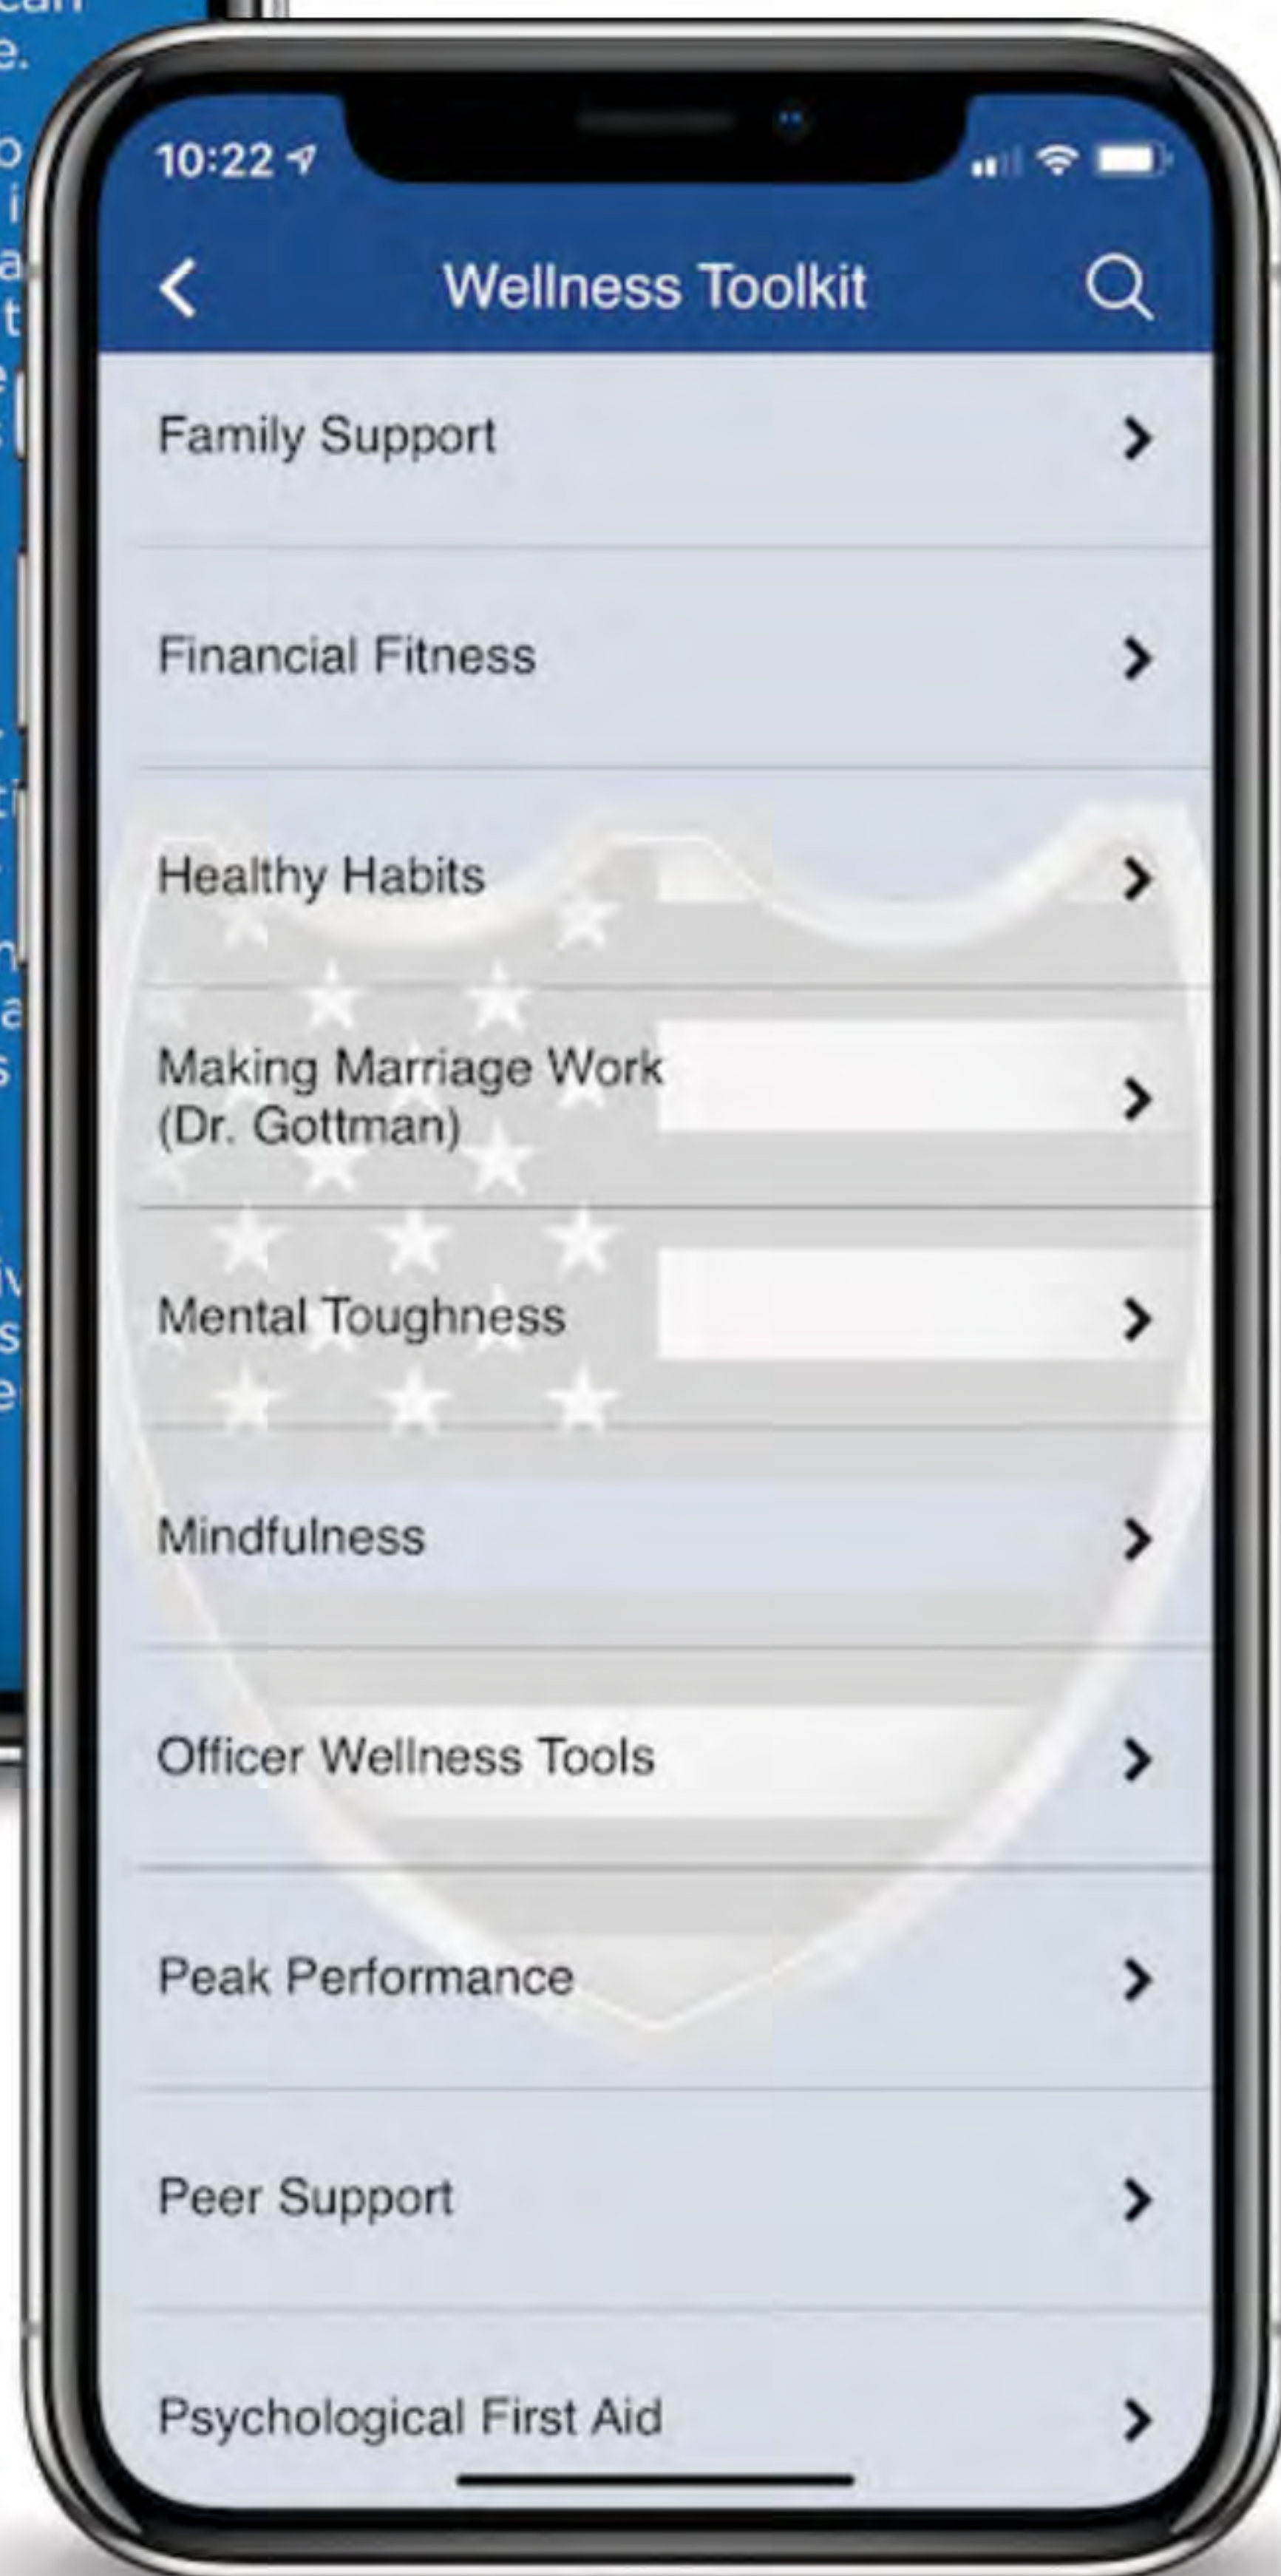 10:22
Wellness Toolkit
Family Support
Financial Fitness
Healthy Habits
Making Marriage Work
(Dr. Gottman)
Mental Toughness
Mindfulness
Officer Wellness Tools
Peak Performance
Peer Support
Psychological First Aid